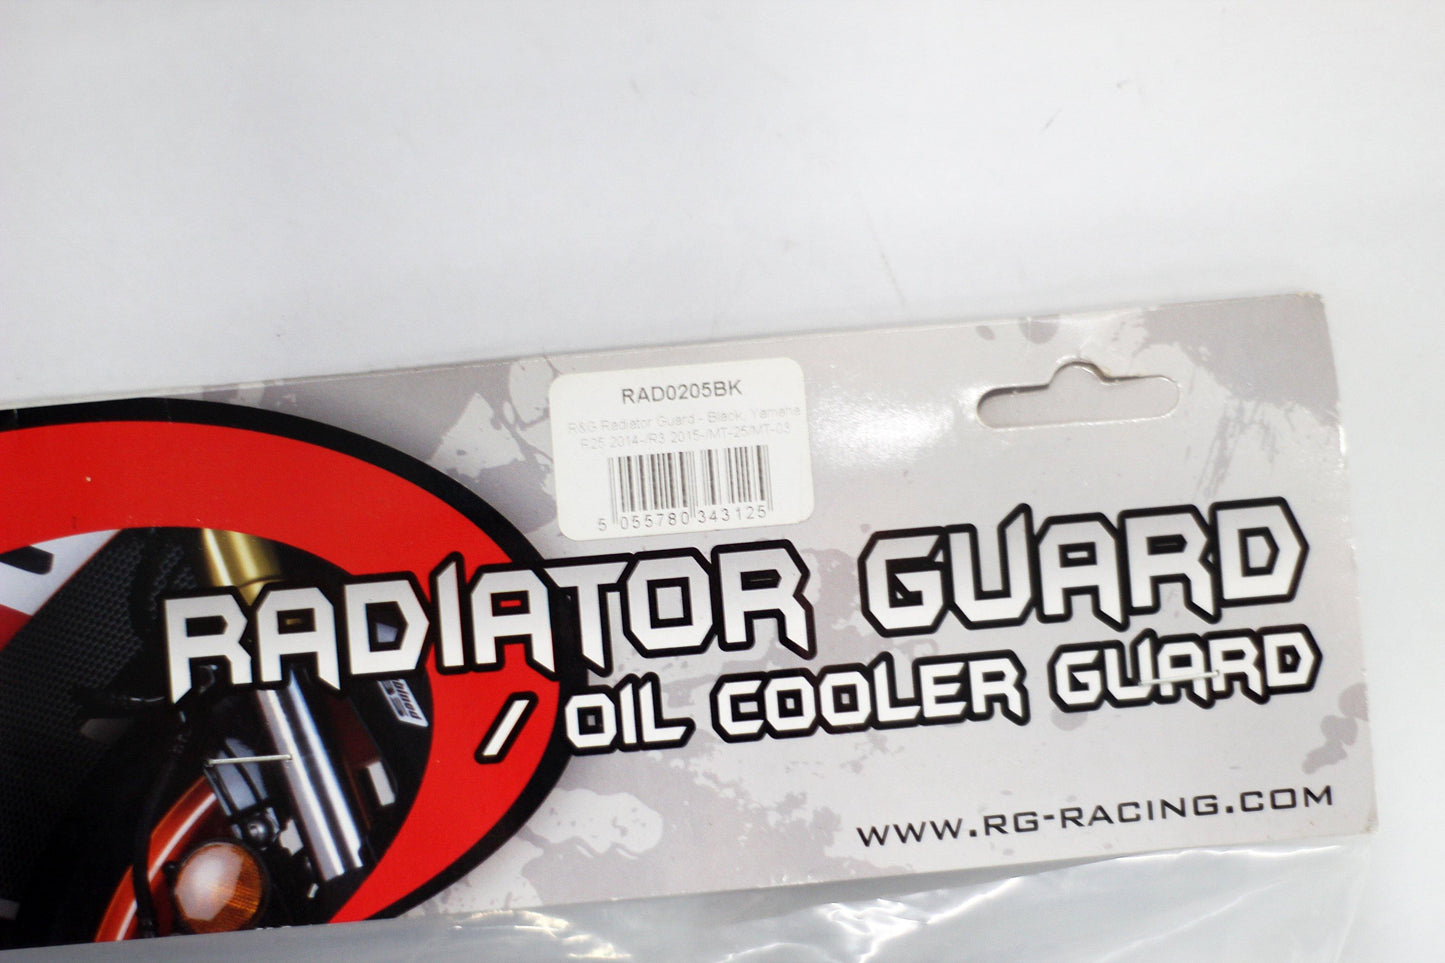 RAD0205BK
R&G Radiator Guard - Black, Yamaha
R25 2014-/R3 2015-/MT-25/MT-03
5 055780 343125
RADIATOR GUARD
/ OIL COOLER GUARD
WWW.RG-RACING.COM